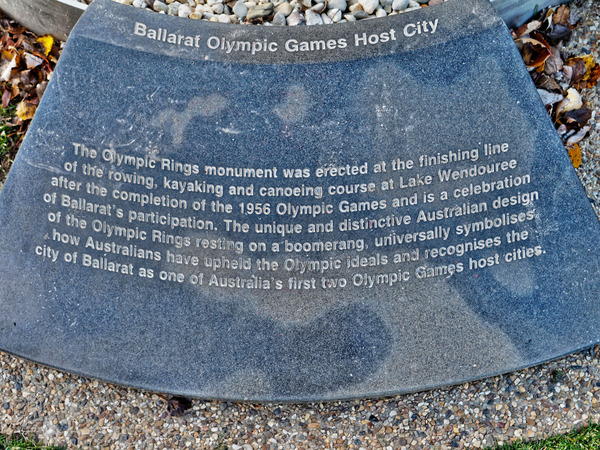 Ballarat Olympic Games Host City
The Olympic Rings monument was erected at the finishing line
of the rowing, kayaking and canoeing course at Lake Wendouree
after the completion of the 1956 Olympic Games and is a celebration
of Ballarat's participation. The unique and distinctive Australian design
of the Olympic Rings resting on a boomerang, universally symbolises
how Australians have upheld the Olympic ideals and recognises the
city of Ballarat as one of Australia's first two Olympic Games host cities.